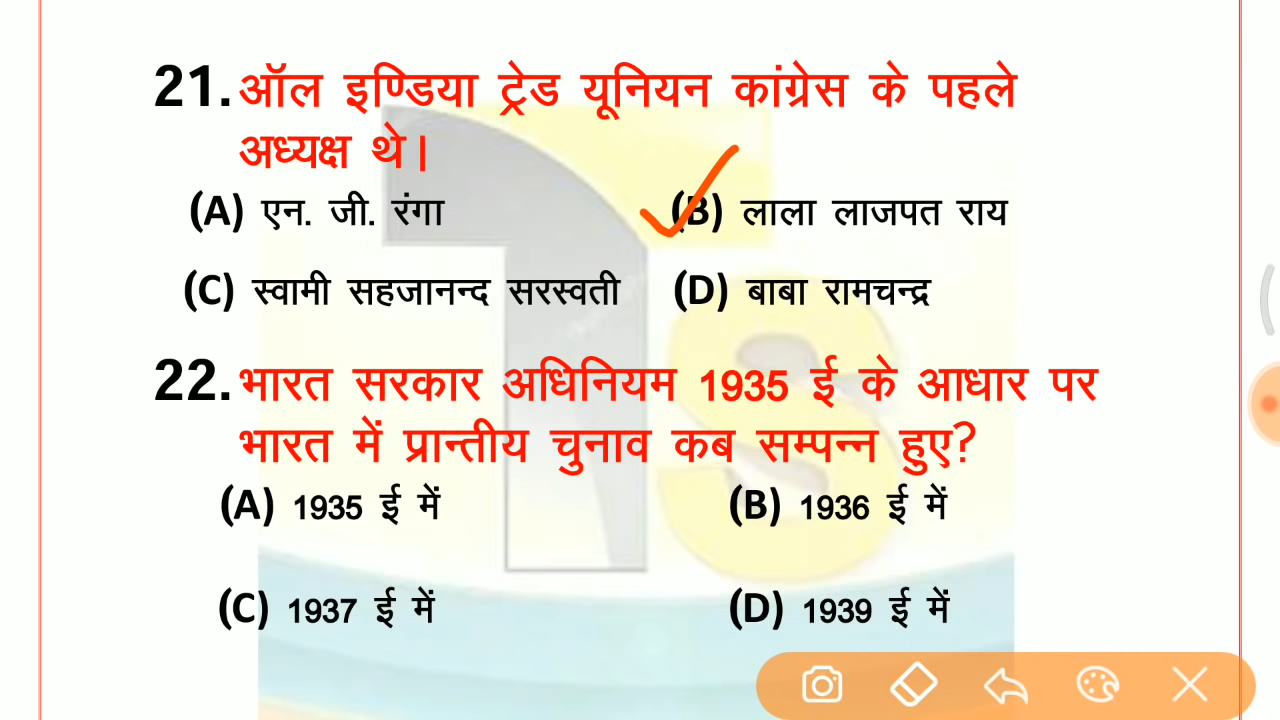 21. ऑल इण्डिया ट्रेड यूनियन कांग्रेस के पहले
अध्यक्ष थे।
(A) एन. जी. रंगा (B) लाला लाजपत राय
(C) स्वामी सहजानन्द सरस्वती (D) बाबा रामचन्द्र
22. भारत सरकार अधिनियम 1935 ई के आधार पर
भारत में प्रान्तीय चुनाव कब सम्पन्न हुए?
(A) 1935 ई में (B) 1936 ई में
(C) 1937 ई में (D) 1939 ई में